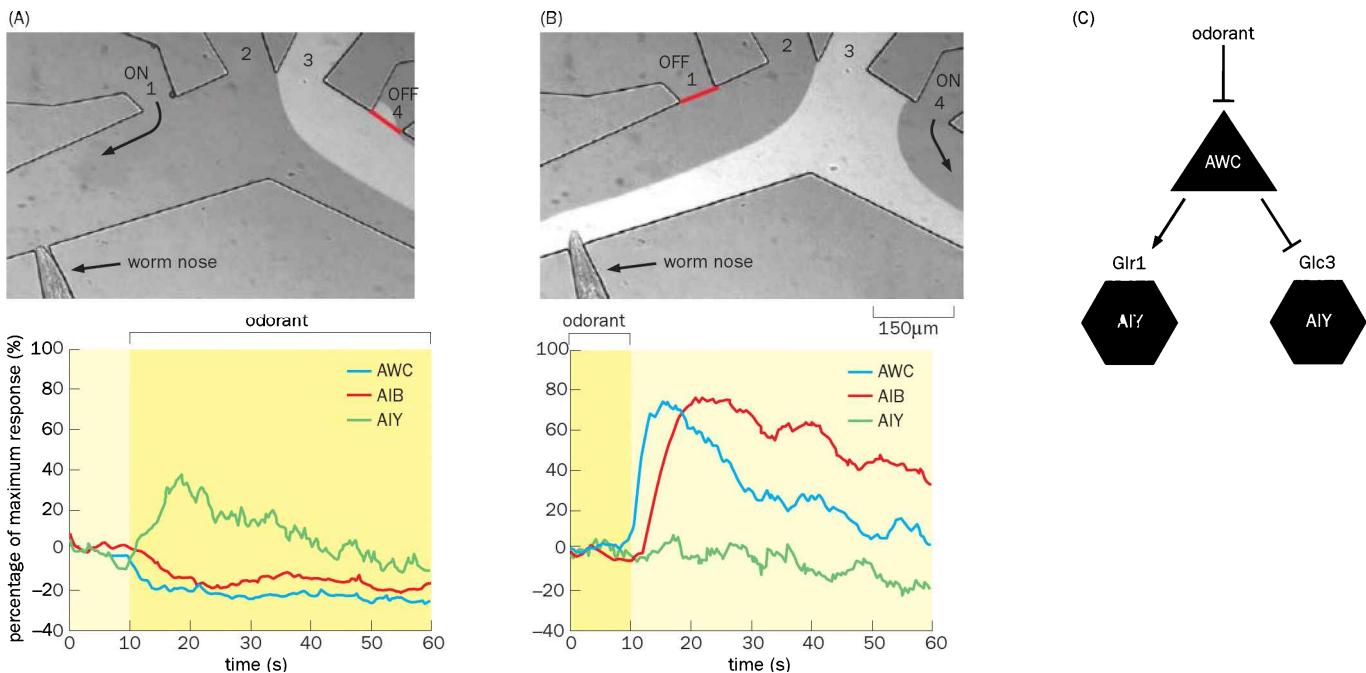 (A)
ON
1
2
3
OFF
4
worm nose
odorant
percentage of maximum response (%)
100
80
60
40
20
0
–20
–40
AWC
AIB
AIY
0
10
20
30
40
50
60
time (s)
(B)
OFF
1
2
3
ON
4
worm nose
150μm
odorant
100
80
60
40
20
0
–20
–40
AWC
AIB
AIY
0
10
20
30
40
50
60
time (s)
(C)
odorant
AWC
Glr1
Glc3
AIY
AIY